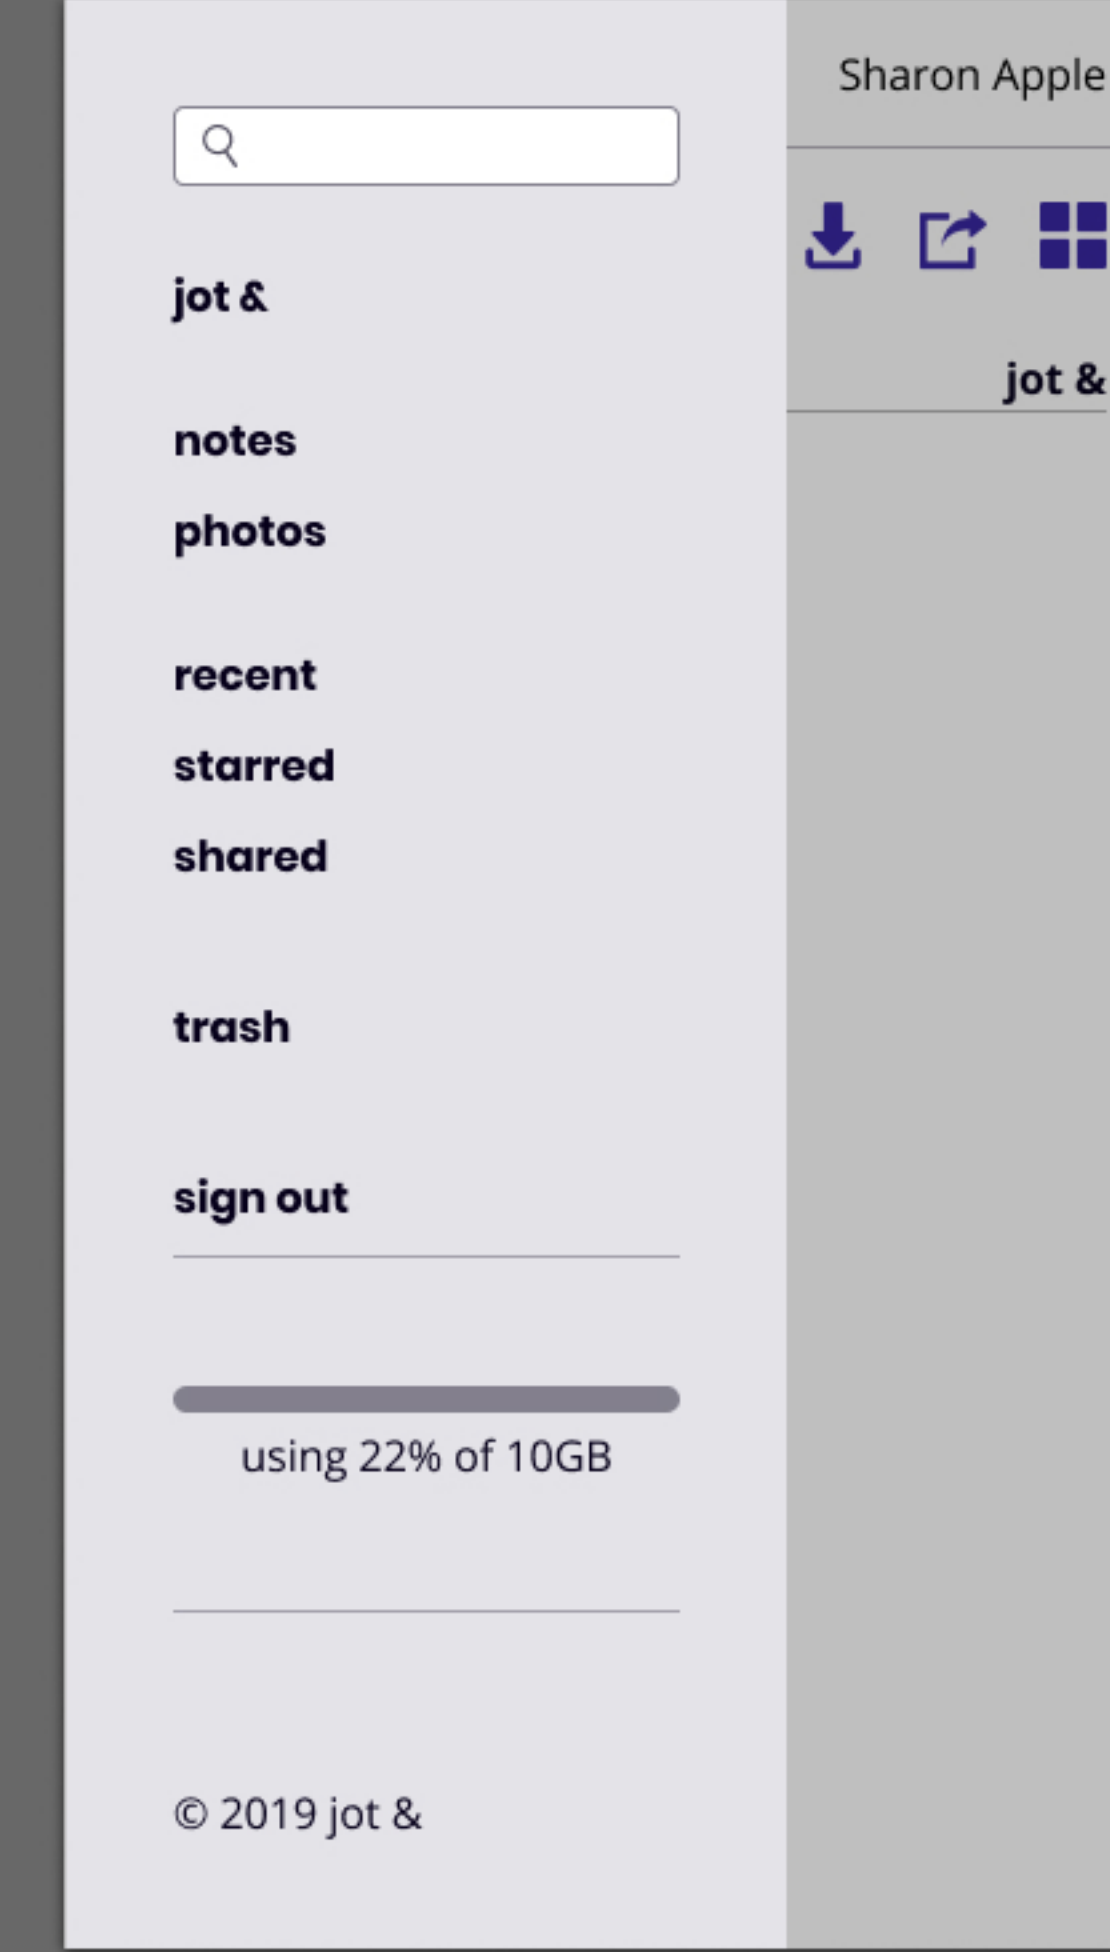 Sharon Apple
jot &
jot &
notes
photos
recent
starred
shared
trash
sign out
using 22% of 10GB
© 2019 jot &